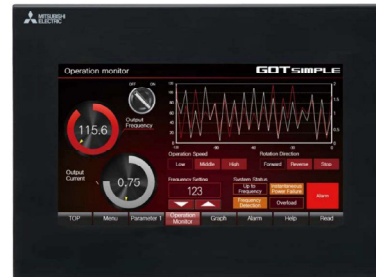 MITSUBISHI
ELECTRIC
Operation monitor
GOT SIMPLE
OFF ON
115.6
Output
Frequency
Operation Speed
Rotation Direction
Low Middle High
Forward Reverse Stop
Output
Current
0.75
Frequency Setting
123
System Status
Up to
Frequency
Instantaneous
Power Failure
Frequency
Detection
Overload
Alarm
TOP Menu Parameter 1 Operation
Monitor Graph Alarm Help Read